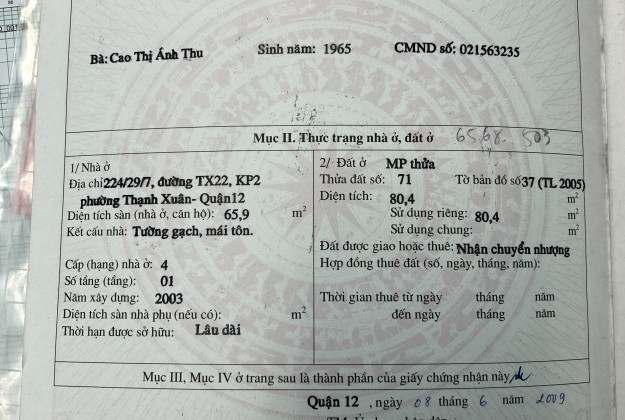 Bà: Cao Thị Ánh Thu Sinh năm: 1965 CMND số: 021563235
Mục II. Thực trạng nhà ở, đất ở 6568- 503
1/ Nhà ở
Địa chỉ 224/29/7, đường TX22, KP2
phường Thạnh Xuân- Quận12
Diện tích sàn (nhà ở, căn hộ): 65,9 m²
Kết cấu nhà: Tường gạch, mái tôn.
Cấp (hạng) nhà ở: 4
Số tầng (tầng): 01
Năm xây dựng: 2003
Diện tích sàn nhà phụ (nếu có): m²
Thời hạn được sở hữu: Lâu dài
2/ Đất ở MP thửa
Thửa đất số: 71 Tờ bản đồ số 37 (TL 2005)
Diện tích: 80,4 m²
Sử dụng riêng: 80,4 m²
Sử dụng chung: m²
Đất được giao hoặc thuê: Nhận chuyển nhượng
Hợp đồng thuê đất (số, ngày, tháng, năm):
Thời gian thuê từ ngày tháng năm
đến ngày tháng năm
Mục III, Mục IV ở trang sau là thành phần của giấy chứng nhận này
Quận 12 , ngày 08 tháng 6 năm 2009